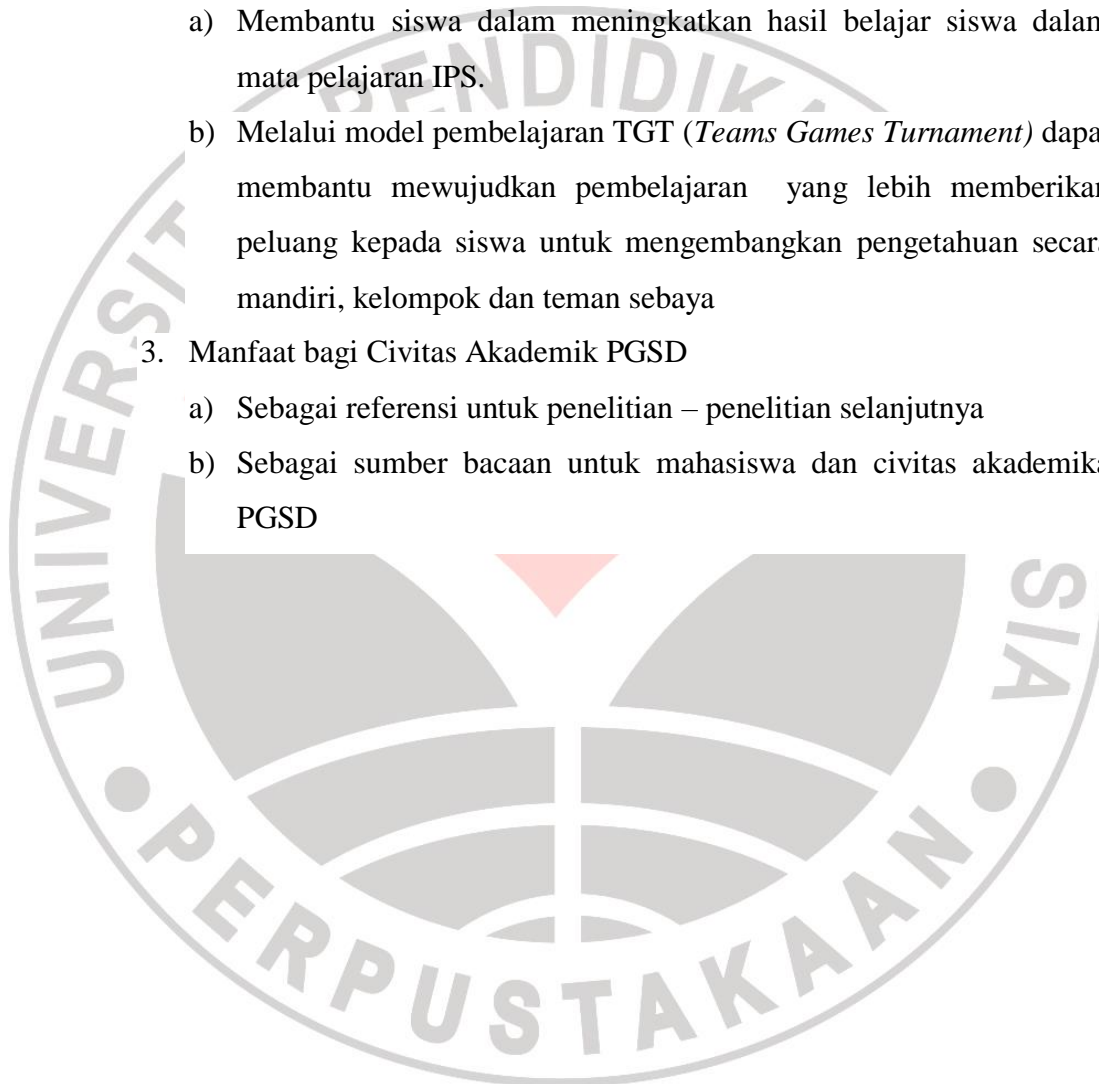 a) Membantu siswa dalam meningkatkan hasil belajar siswa dalam
mata pelajaran IPS.
b) Melalui model pembelajaran TGT (Teams Games Turnament) dapa
membantu mewujudkan pembelajaran yang lebih memberikan
peluang kepada siswa untuk mengembangkan pengetahuan secara
mandiri, kelompok dan teman sebaya
3. Manfaat bagi Civitas Akademik PGSD
a) Sebagai referensi untuk penelitian – penelitian selanjutnya
b) Sebagai sumber bacaan untuk mahasiswa dan civitas akademika
PGSD
PERPUSTAKAAN